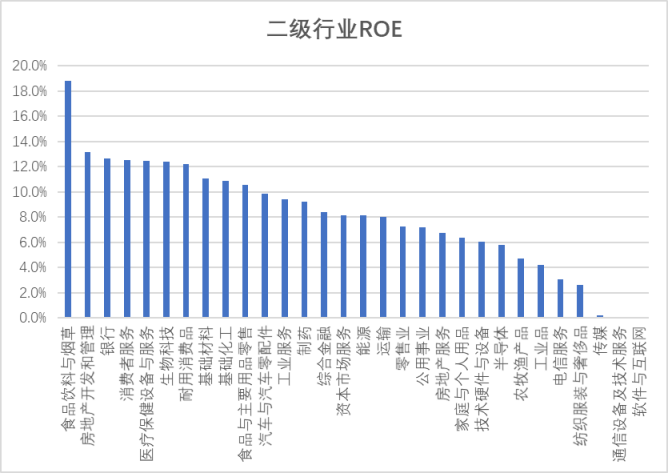 二级行业ROE
20.0%
18.0%
16.0%
14.0%
12.0%
10.0%
8.0%
6.0%
4.0%
2.0%
0.0%
食品饮料与烟草
房地产开发和管理
银行
消费者服务
医疗保健设备与服务
生物科技
耐用消费品
基础材料
基础化工
食品与主要用品零售
汽车与汽车零配件
工业服务
制药
综合金融
资本市场服务
能源
运输
零售业
公用事业
房地产服务
家庭与个人用品
技术硬件与设备
半导体
农牧渔产品
工业品
电信服务
纺织服装与奢侈品
传媒
通信设备及技术服务
软件与互联网